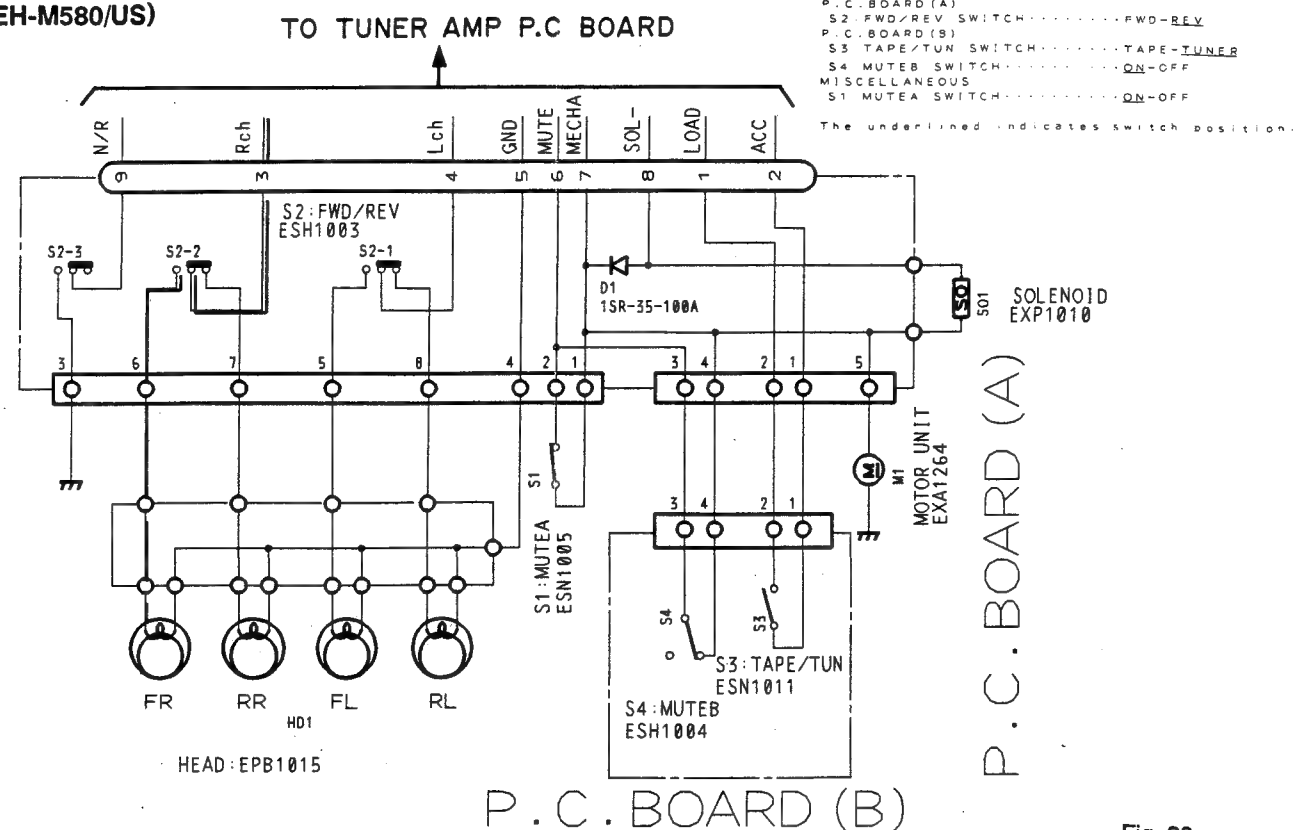 EH-M580/US)
TO TUNER AMP P.C BOARD
P.C.BOARD(A)
S2 FWD/REV SWITCH········FWD-REV
P.C.BOARD(B)
S3 TAPE/TUN SWITCH·······TAPE-TUNER
S4 MUTEB SWITCH··········ON-OFF
MISCELLANEOUS
S1 MUTEA SWITCH··········ON-OFF
The underlined indicates switch position.
N/R Rch Lch GND MUTE MECHA SOL- LOAD ACC
9 3 4 5 6 7 8 1 2
S2:FWD/REV
ESH1003
S2-3 S2-2 S2-1
D1
1SR-35-100A
SO
SO1
SOLENOID
EXP1010
3 6 7 5 8 4 2 1 3 4 2 1 5
S1
S1:MUTEA
ESN1005
M
M1
MOTOR UNIT
EXA1264
3 4 2 1
S4
S3
S3:TAPE/TUN
ESN1011
S4:MUTEB
ESH1004
FR RR FL RL
HD1
HEAD:EPB1015
P.C.BOARD (A)
P.C.BOARD (B)